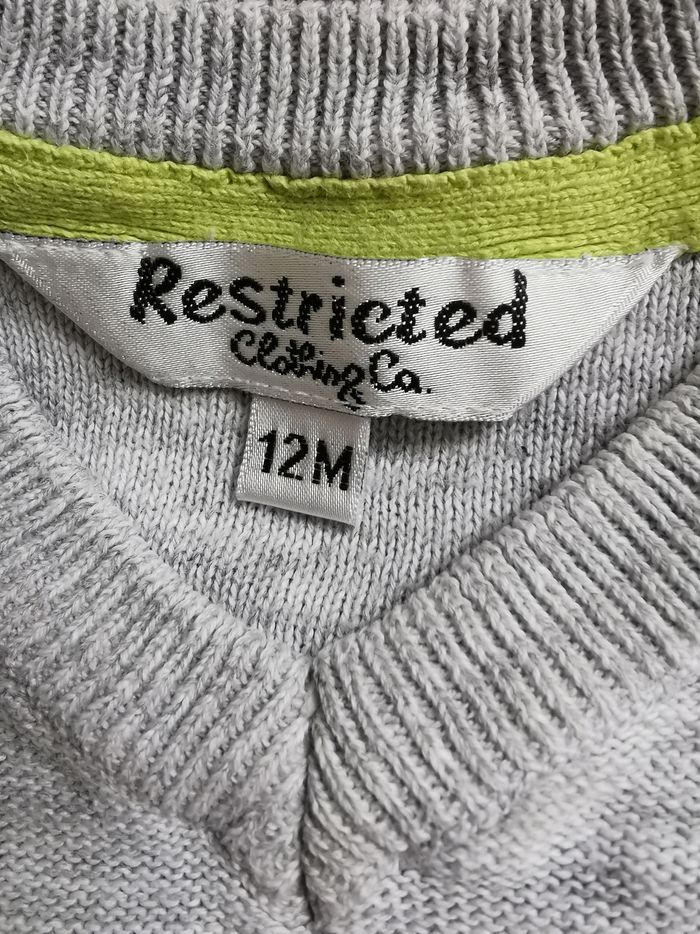 Restricted
Clothing Co.
12M